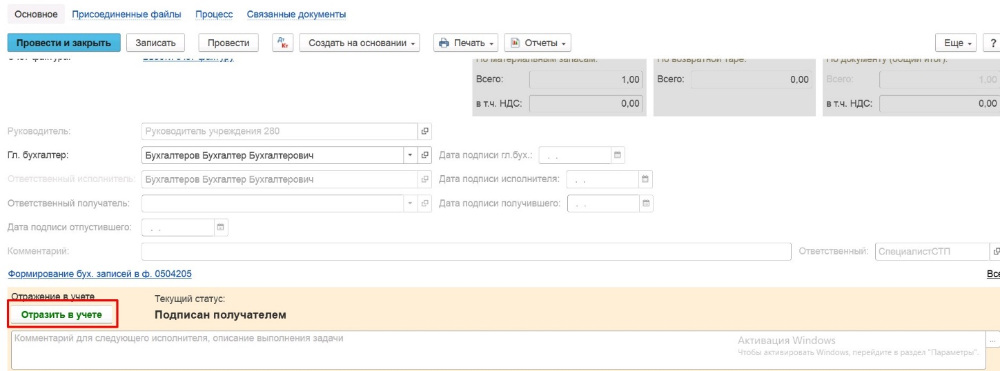 Основное Присоединенные файлы Процесс Связанные документы
Провести и закрыть Записать Провести Дт Кт Создать на основании Печать Отчеты Еще ?
По материальным запасам: По возвратной таре: По документу (общий итог):
Всего: 1,00 Всего: 0,00 Всего: 1,00
в т.ч. НДС: 0,00 в т.ч. НДС: 0,00
Руководитель: Руководитель учреждения 280
Гл. бухгалтер: Бухгалтеров Бухгалтер Бухгалтерович Дата подписи гл.бух.: . .
Ответственный исполнитель: Бухгалтеров Бухгалтер Бухгалтерович Дата подписи исполнителя: . .
Ответственный получатель: Дата подписи получившего: . .
Дата подписи отпустившего: . .
Комментарий: Ответственный: СпециалистСТП
Формирование бух. записей в ф. 0504205 Все
Отражение в учете Текущий статус:
Отразить в учете Подписан получателем
Комментарий для следующего исполнителя, описание выполнения задачи ...
Активация Windows
Чтобы активировать Windows, перейдите в раздел "Параметры".